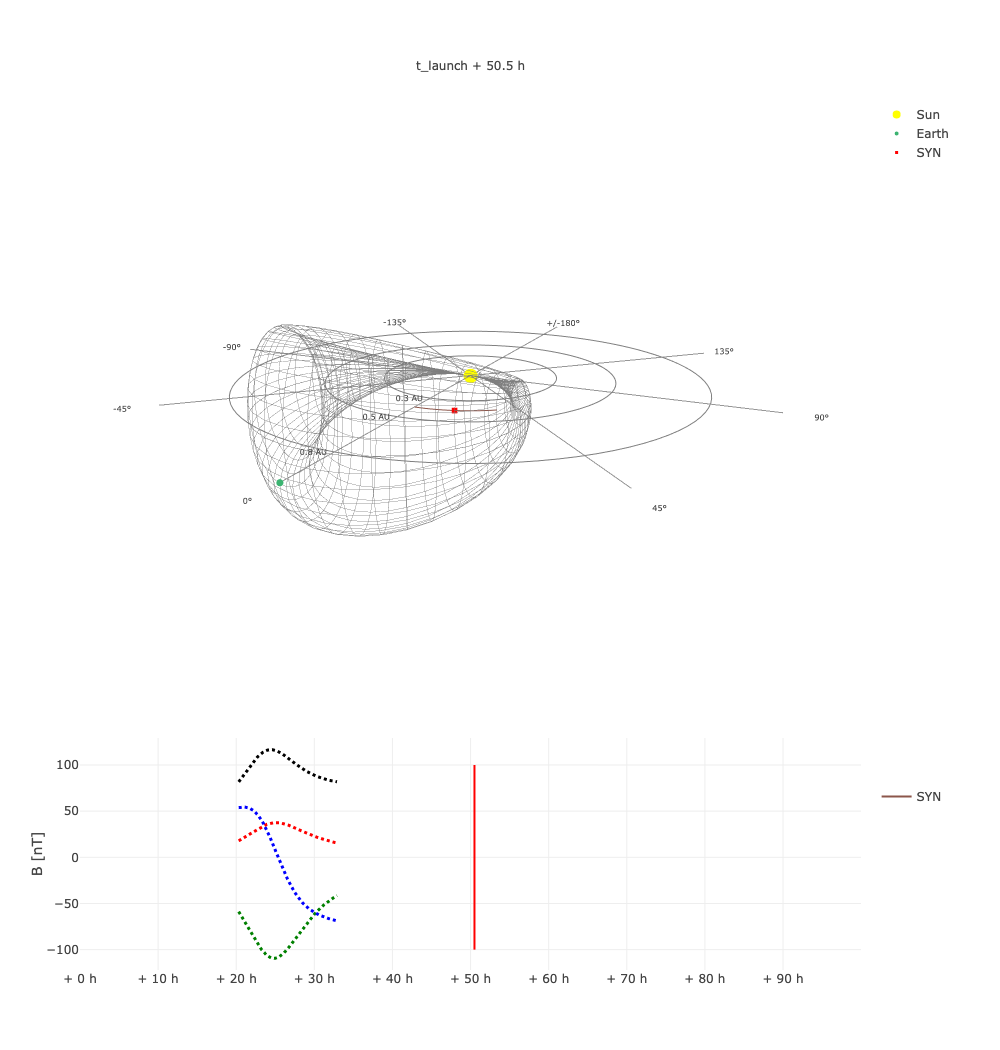 t_launch + 50.5 h
Sun
Earth
SYN
-135°
+/-180°
-90°
135°
0.3 AU
-45°
0.5 AU
90°
0.8 AU
0°
45°
100
50
0
−50
−100
B [nT]
SYN
+ 0 h
+ 10 h
+ 20 h
+ 30 h
+ 40 h
+ 50 h
+ 60 h
+ 70 h
+ 80 h
+ 90 h